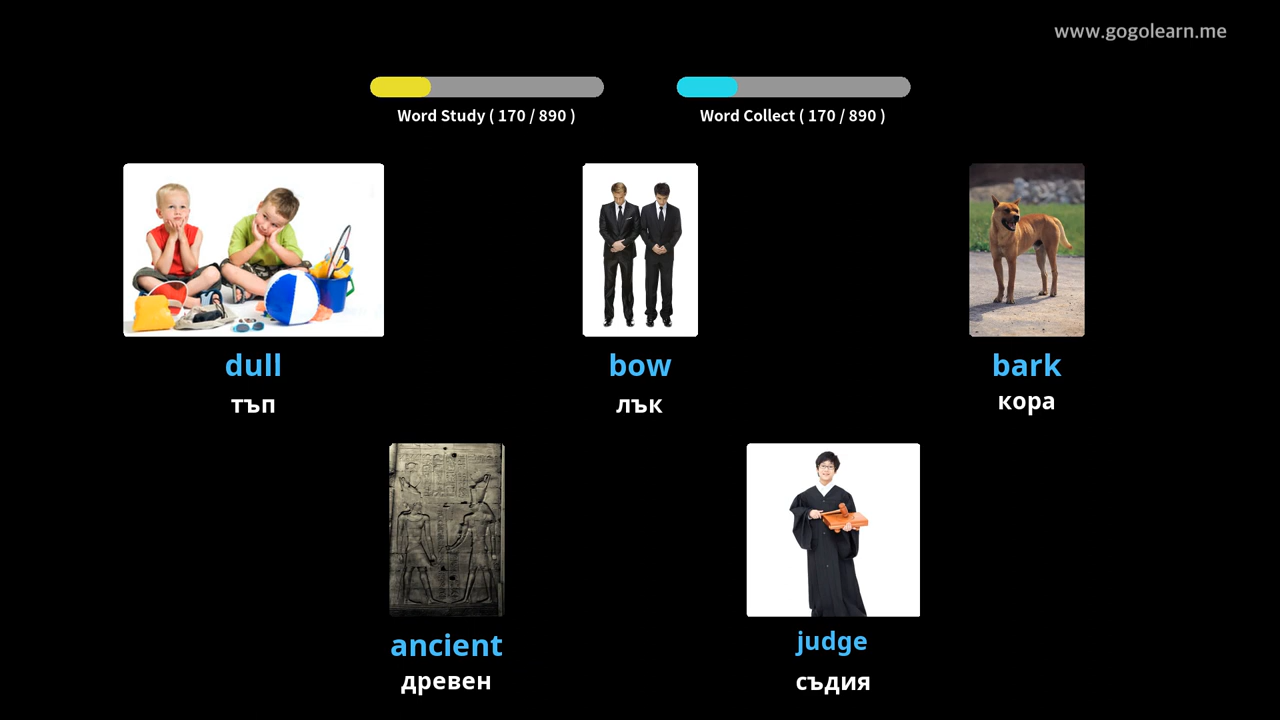 www.gogolearn.me
Word Study ( 170 / 890 )
Word Collect ( 170 / 890 )
dull
bow
bark
тъп
лък
кора
ancient
judge
древен
съдия